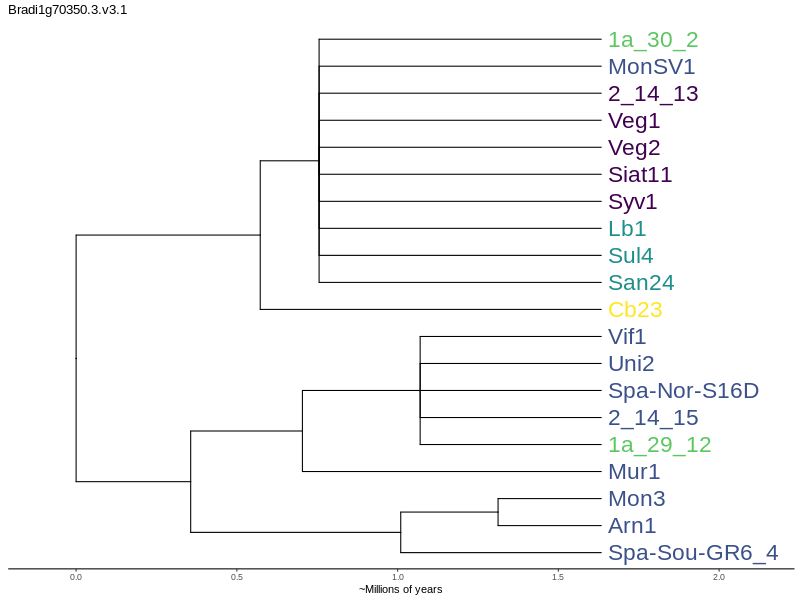 Bradi1g70350.3.v3.1
1a_30_2
MonSV1
2_14_13
Veg1
Veg2
Siat11
Syv1
Lb1
Sul4
San24
Cb23
Vif1
Uni2
Spa-Nor-S16D
2_14_15
1a_29_12
Mur1
Mon3
Arn1
Spa-Sou-GR6_4
0.0 0.5 1.0 1.5 2.0
~Millions of years